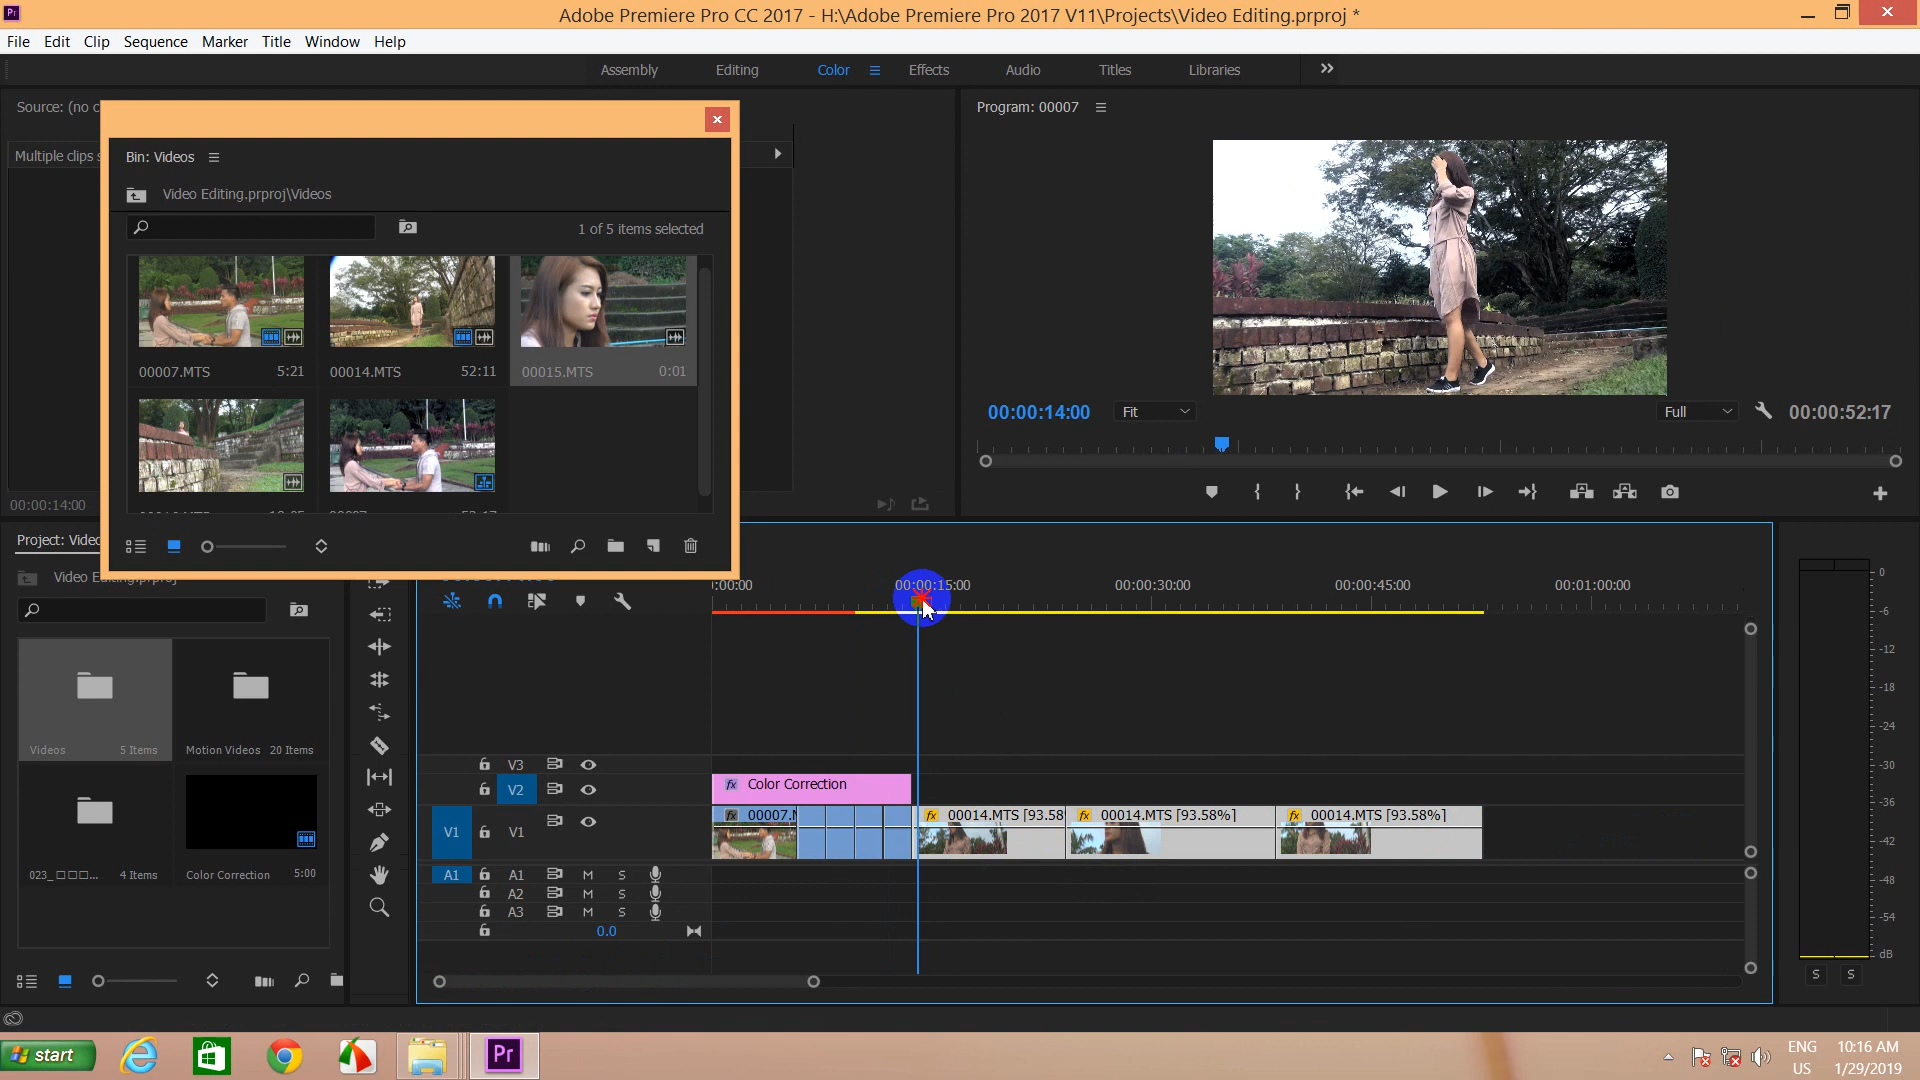 Adobe Premiere Pro CC 2017 - H:\Adobe Premiere Pro 2017 V11\Projects\Video Editing.prproj *
File Edit Clip Sequence Marker Title Window Help
Assembly Editing Color Effects Audio Titles Libraries
Source: (no c
Program: 00007
Multiple clips s
Bin: Videos
Video Editing.prproj\Videos
1 of 5 items selected
00007.MTS 5:21
00014.MTS 52:11
00015.MTS 0:01
00:00:14:00 Fit Full 00:00:52:17
00:00:14:00
Project: Video
:00:00 00:00:15:00 00:00:30:00 00:00:45:00 00:01:00:00
Videos 5 Items
Motion Videos 20 Items
4 Items
Color Correction 5:00
V3
V2
fx Color Correction
V1 V1
fx 00007.M
fx 00014.MTS [93.58
fx 00014.MTS [93.58%]
fx 00014.MTS [93.58%]
A1 A1 M S
A2 M S
A3 M S
0.0
0
-6
-12
-18
-24
-30
-36
-42
-48
-54
dB
S S
start
Pr
ENG
US
10:16 AM
1/29/2019